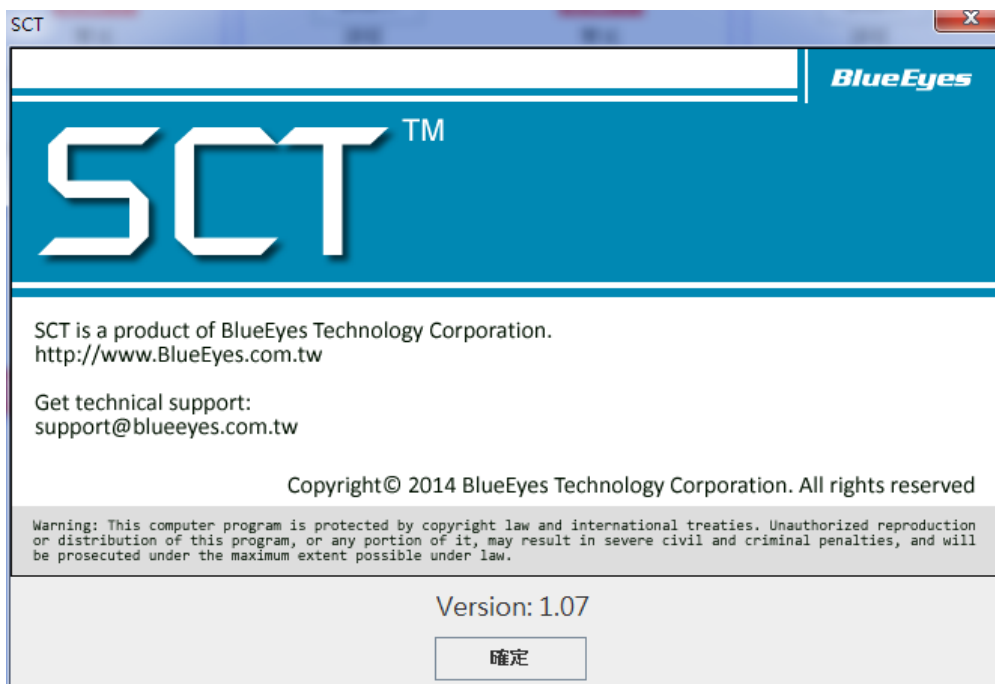 SCT
BlueEyes
SCT™
SCT is a product of BlueEyes Technology Corporation.
http://www.BlueEyes.com.tw
Get technical support:
support@blueeyes.com.tw
Copyright© 2014 BlueEyes Technology Corporation. All rights reserved
Warning: This computer program is protected by copyright law and international treaties. Unauthorized reproduction
or distribution of this program, or any portion of it, may result in severe civil and criminal penalties, and will
be prosecuted under the maximum extent possible under law.
Version: 1.07
確定